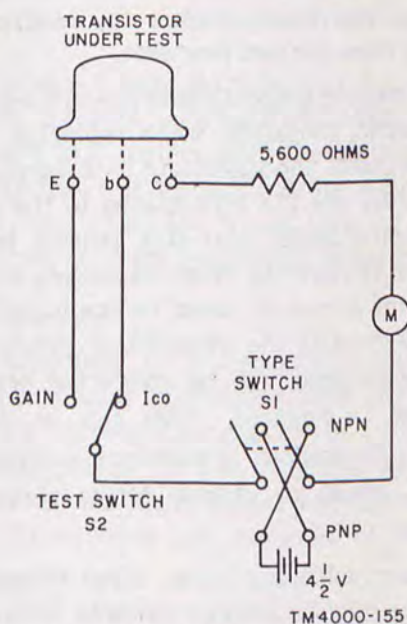 TRANSISTOR
UNDER TEST
E
b
C
5,600 OHMS
M
TYPE
SWITCH
S1
GAIN
Ico
NPN
TEST SWITCH
S2
PNP
4 1/2 V
TM4000-155